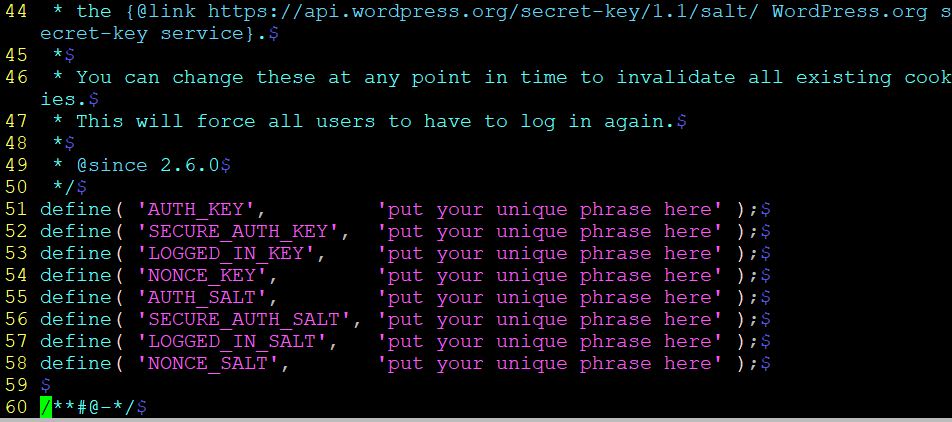 44  * the {@link https://api.wordpress.org/secret-key/1.1/salt/ WordPress.org s
ecret-key service}.$
45  *$
46  * You can change these at any point in time to invalidate all existing cook
ies.$
47  * This will force all users to have to log in again.$
48  *$
49  * @since 2.6.0$
50  */$
51 define( 'AUTH_KEY',         'put your unique phrase here' );$
52 define( 'SECURE_AUTH_KEY',  'put your unique phrase here' );$
53 define( 'LOGGED_IN_KEY',    'put your unique phrase here' );$
54 define( 'NONCE_KEY',        'put your unique phrase here' );$
55 define( 'AUTH_SALT',        'put your unique phrase here' );$
56 define( 'SECURE_AUTH_SALT', 'put your unique phrase here' );$
57 define( 'LOGGED_IN_SALT',   'put your unique phrase here' );$
58 define( 'NONCE_SALT',       'put your unique phrase here' );$
59 $
60 /**#@-*/$